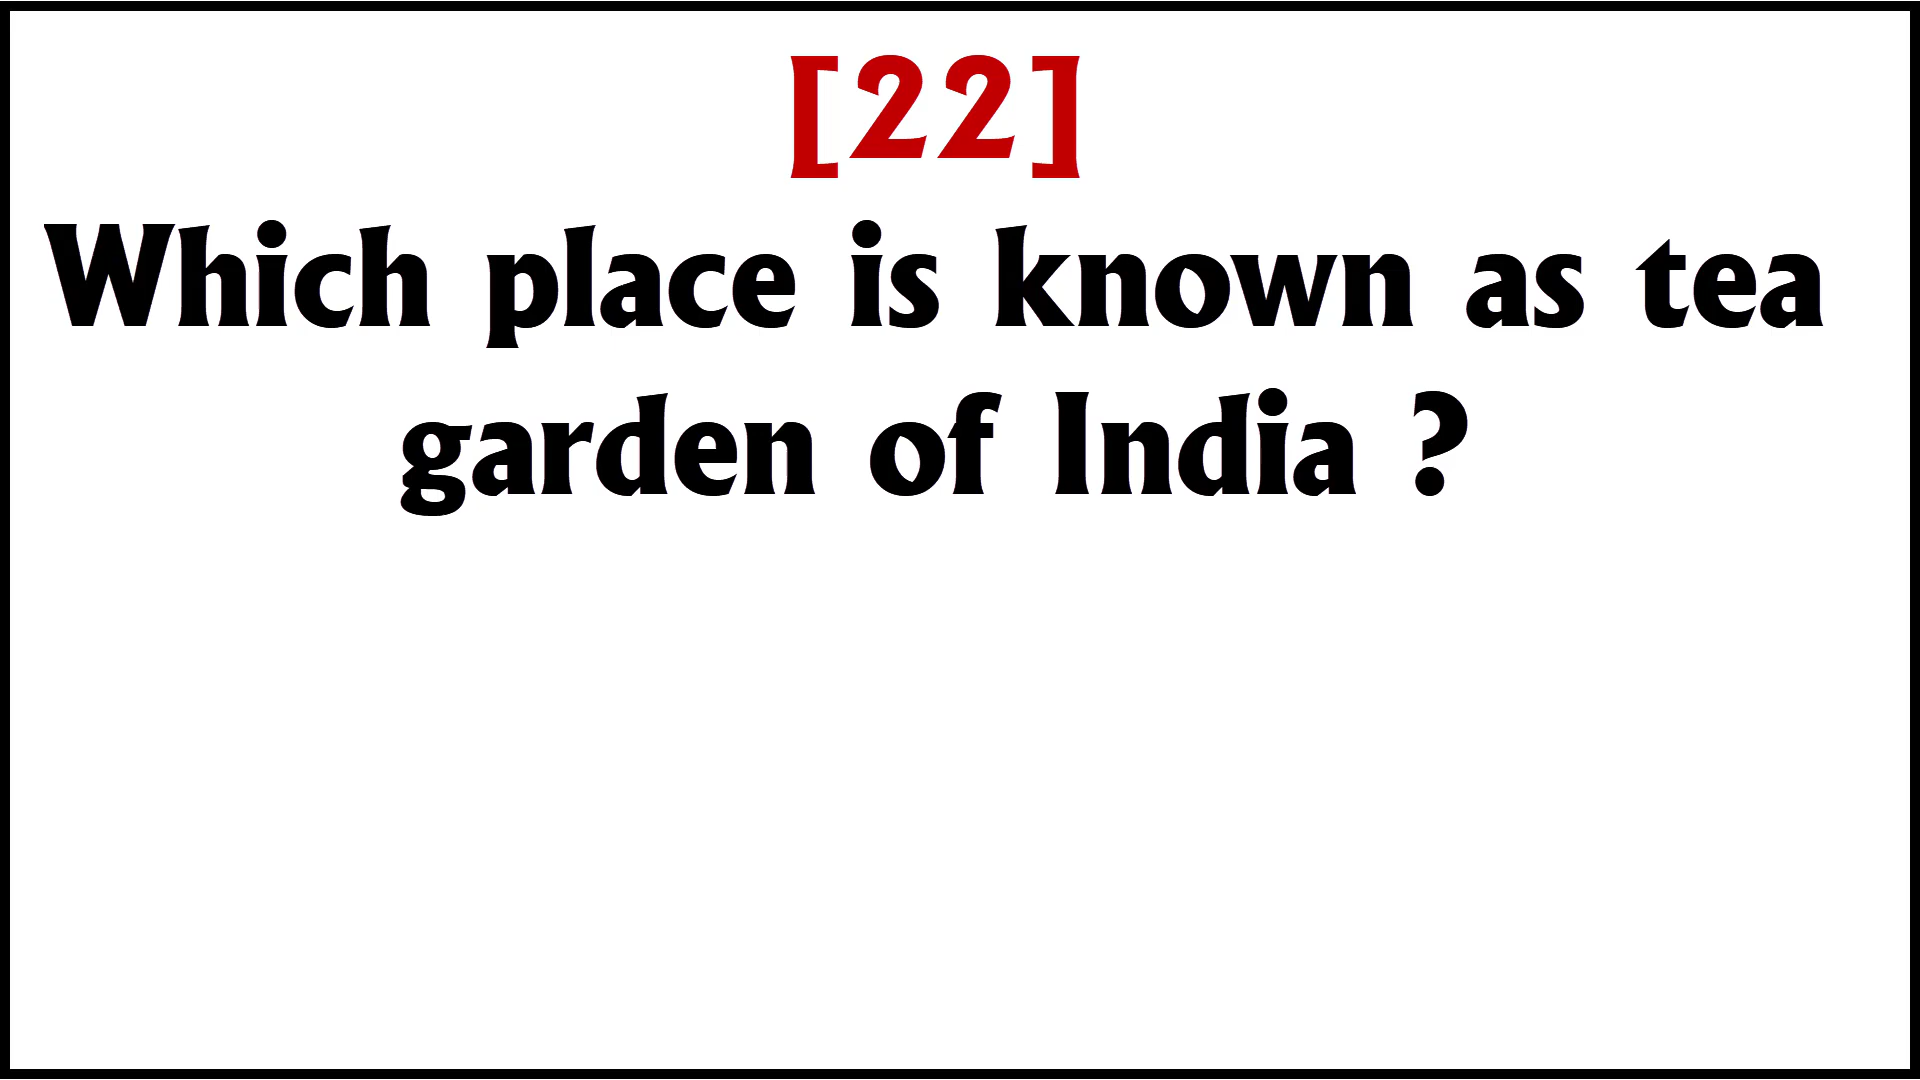 [22]
Which place is known as tea
garden of India ?